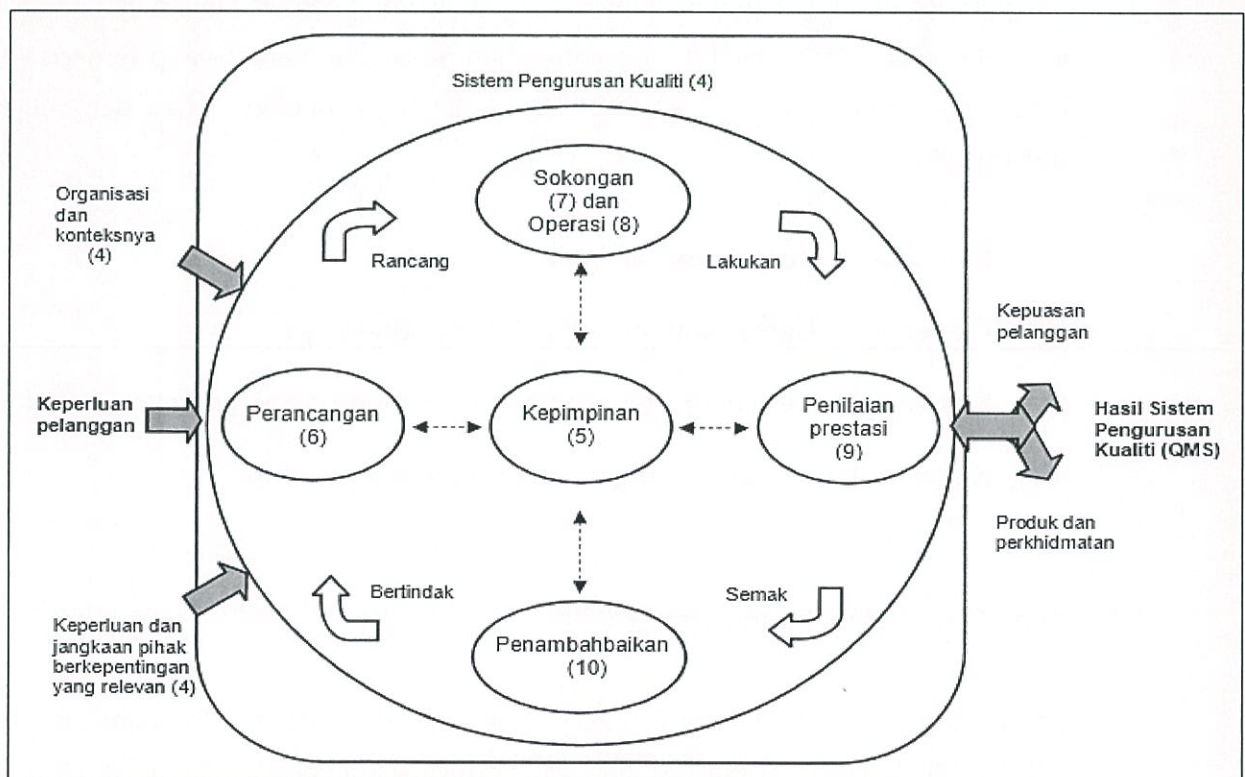 Sistem Pengurusan Kualiti (4)
Organisasi
dan
konteksnya
(4)
Sokongan
(7) dan
Operasi (8)
Rancang
Lakukan
Kepuasan
pelanggan
Keperluan
pelanggan
Perancangan
(6)
Kepimpinan
(5)
Penilaian
prestasi
(9)
Hasil Sistem
Pengurusan
Kualiti (QMS)
Produk dan
perkhidmatan
Bertindak
Semak
Keperluan dan
jangkaan pihak
berkepentingan
yang relevan (4)
Penambahbaikan
(10)